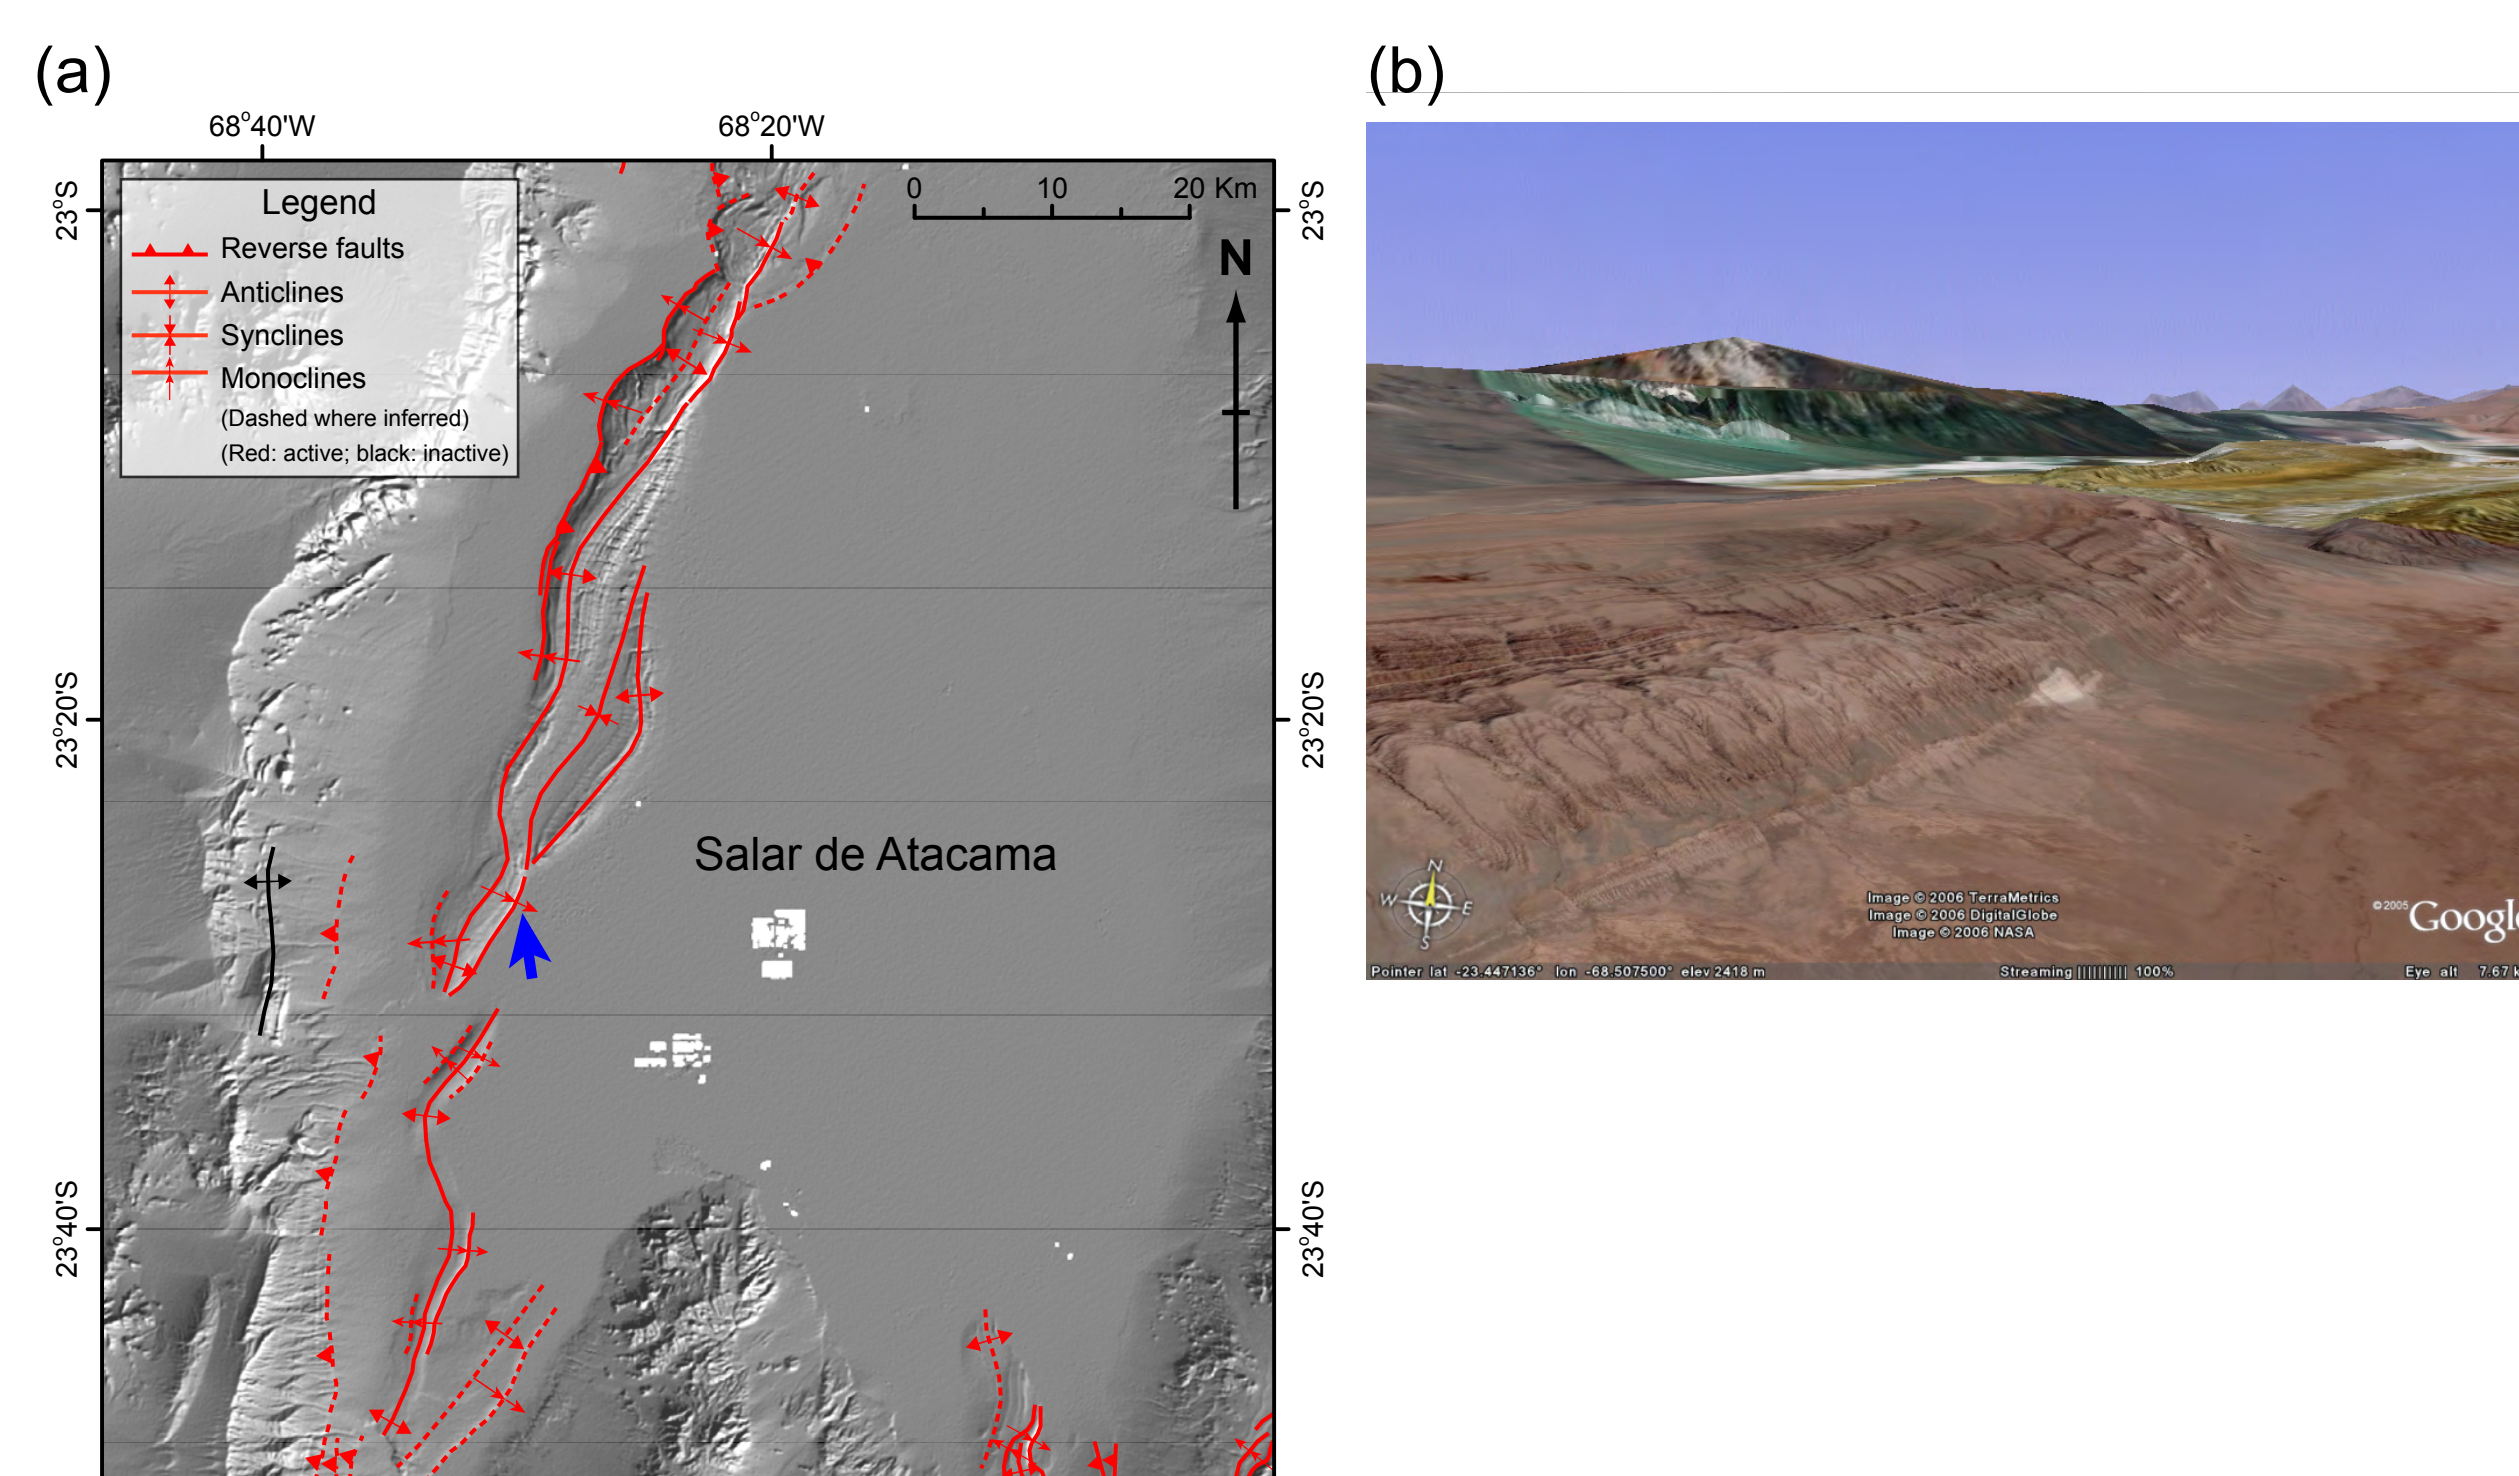 (a)
(b)
68°40'W
68°20'W
23°S
23°S
Legend
Reverse faults
Anticlines
Synclines
Monoclines
(Dashed where inferred)
(Red: active; black: inactive)
0 10 20 Km
N
23°20'S
23°20'S
Salar de Atacama
23°40'S
23°40'S
N
W E
S
Image © 2006 TerraMetrics
Image © 2006 DigitalGlobe
Image © 2006 NASA
© 2005
Pointer lat -23.447136° lon -68.507500° elev 2418 m
Streaming 100%
Eye alt 7.67